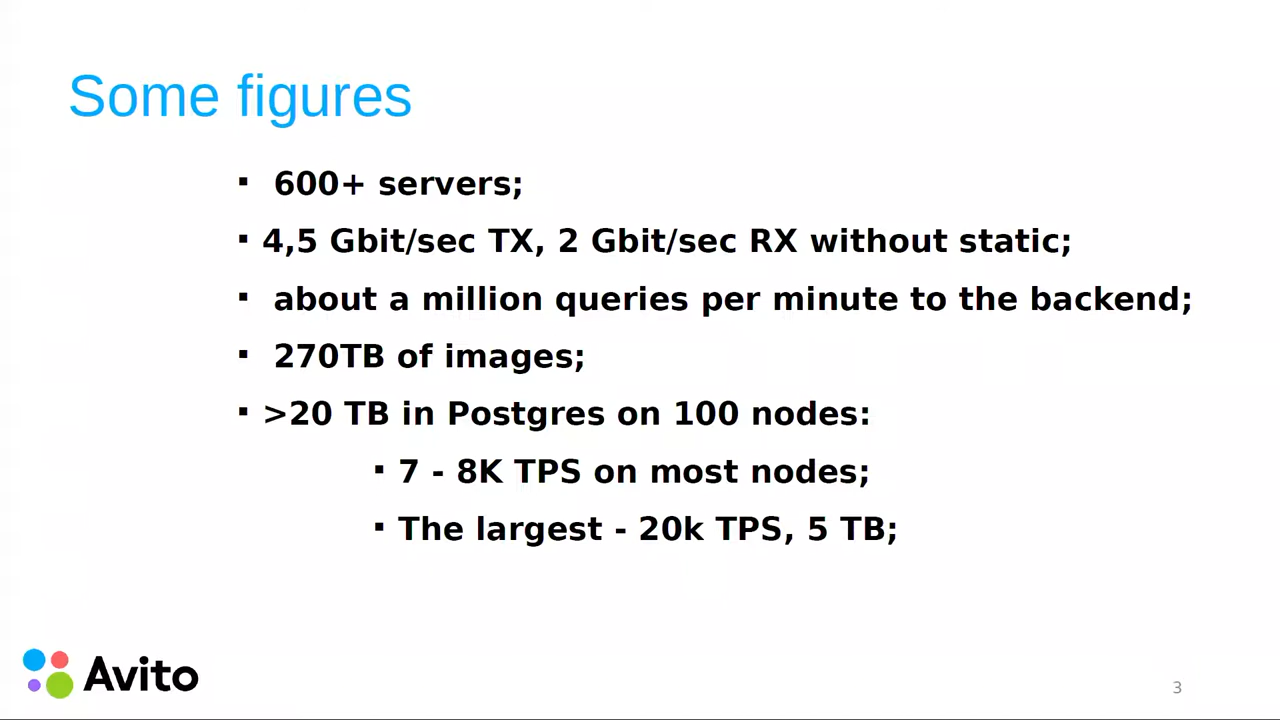 Some figures
▪ 600+ servers;
▪ 4,5 Gbit/sec TX, 2 Gbit/sec RX without static;
▪ about a million queries per minute to the backend;
▪ 270TB of images;
▪ >20 TB in Postgres on 100 nodes:
▪ 7 - 8K TPS on most nodes;
▪ The largest - 20k TPS, 5 TB;
Avito
3